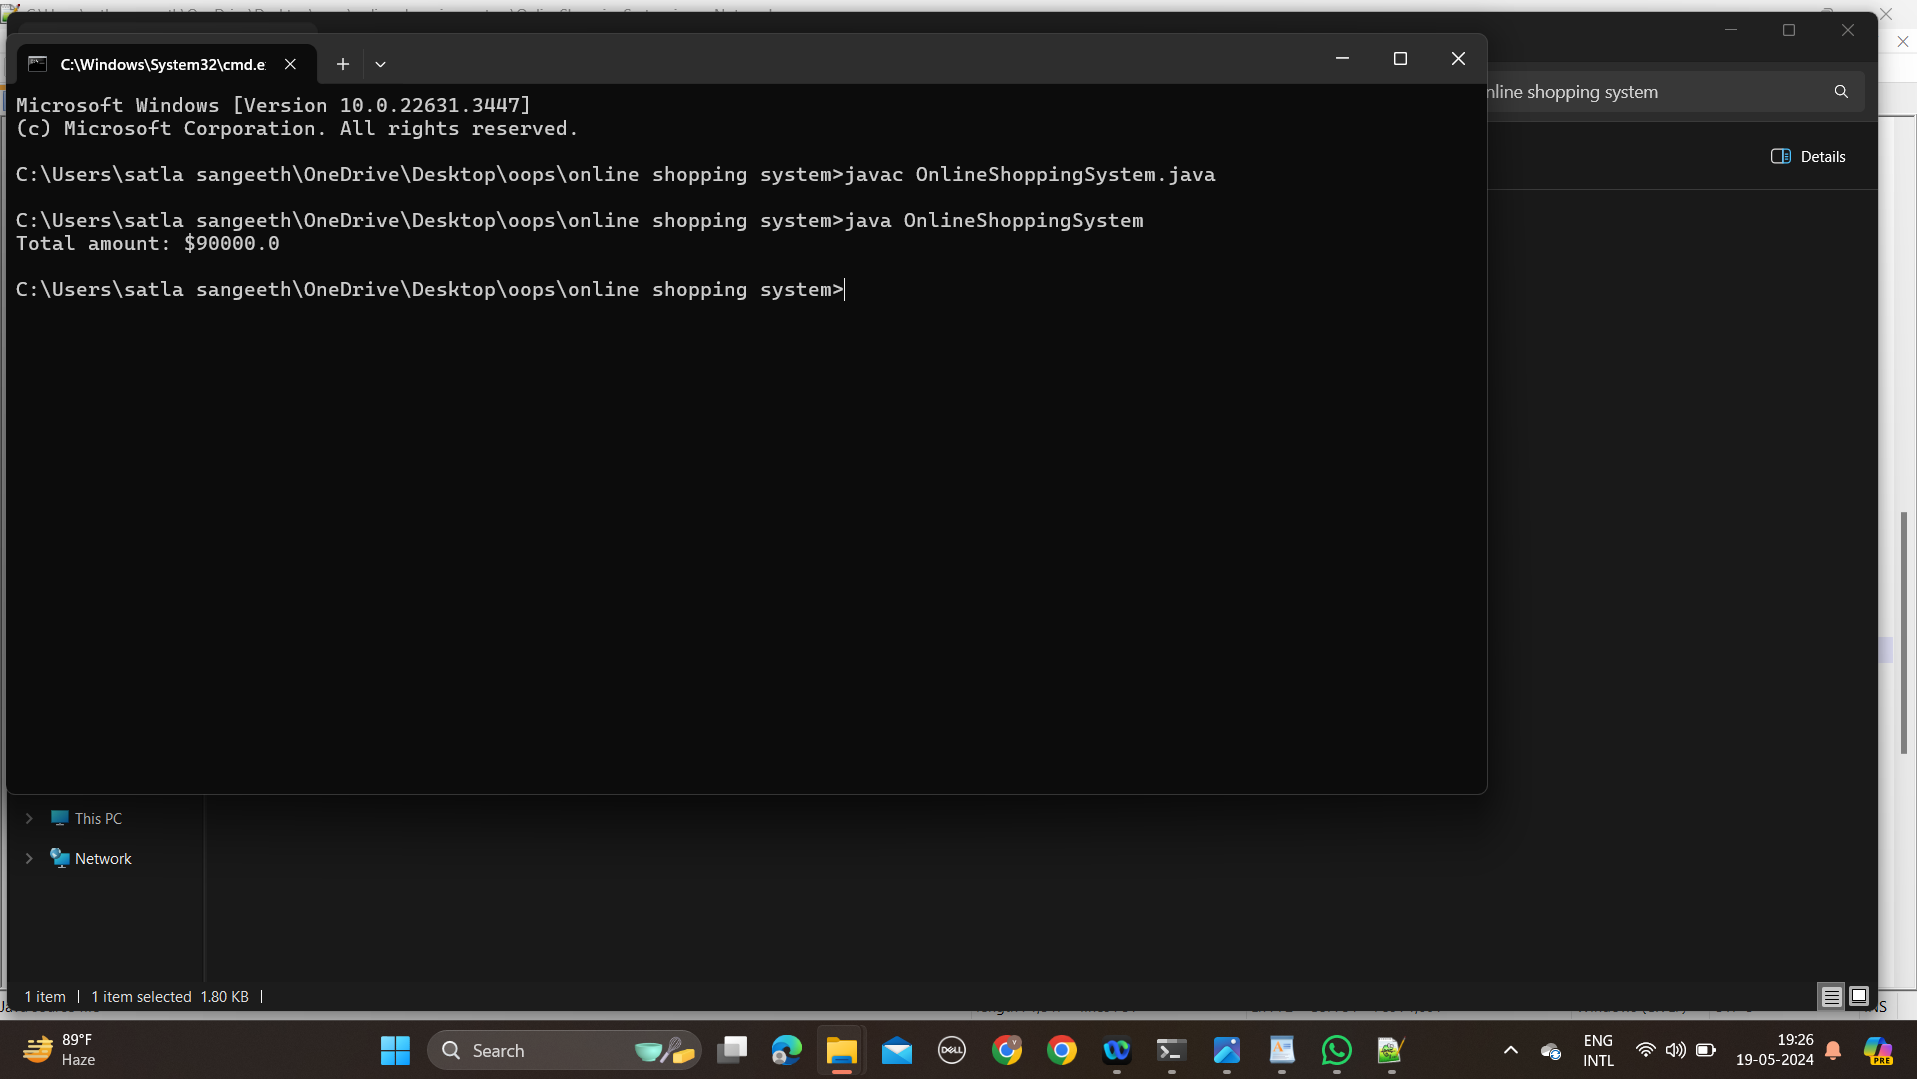 C:\Windows\System32\cmd.e
Microsoft Windows [Version 10.0.22631.3447]
(c) Microsoft Corporation. All rights reserved.
C:\Users\satla sangeeth\OneDrive\Desktop\oops\online shopping system>javac OnlineShoppingSystem.java
C:\Users\satla sangeeth\OneDrive\Desktop\oops\online shopping system>java OnlineShoppingSystem
Total amount: $90000.0
C:\Users\satla sangeeth\OneDrive\Desktop\oops\online shopping system>
nline shopping system
Details
This PC
Network
1 item | 1 item selected 1.80 KB |
89°F
Haze
Search
DELL
PRE
ENG
INTL
19:26
19-05-2024